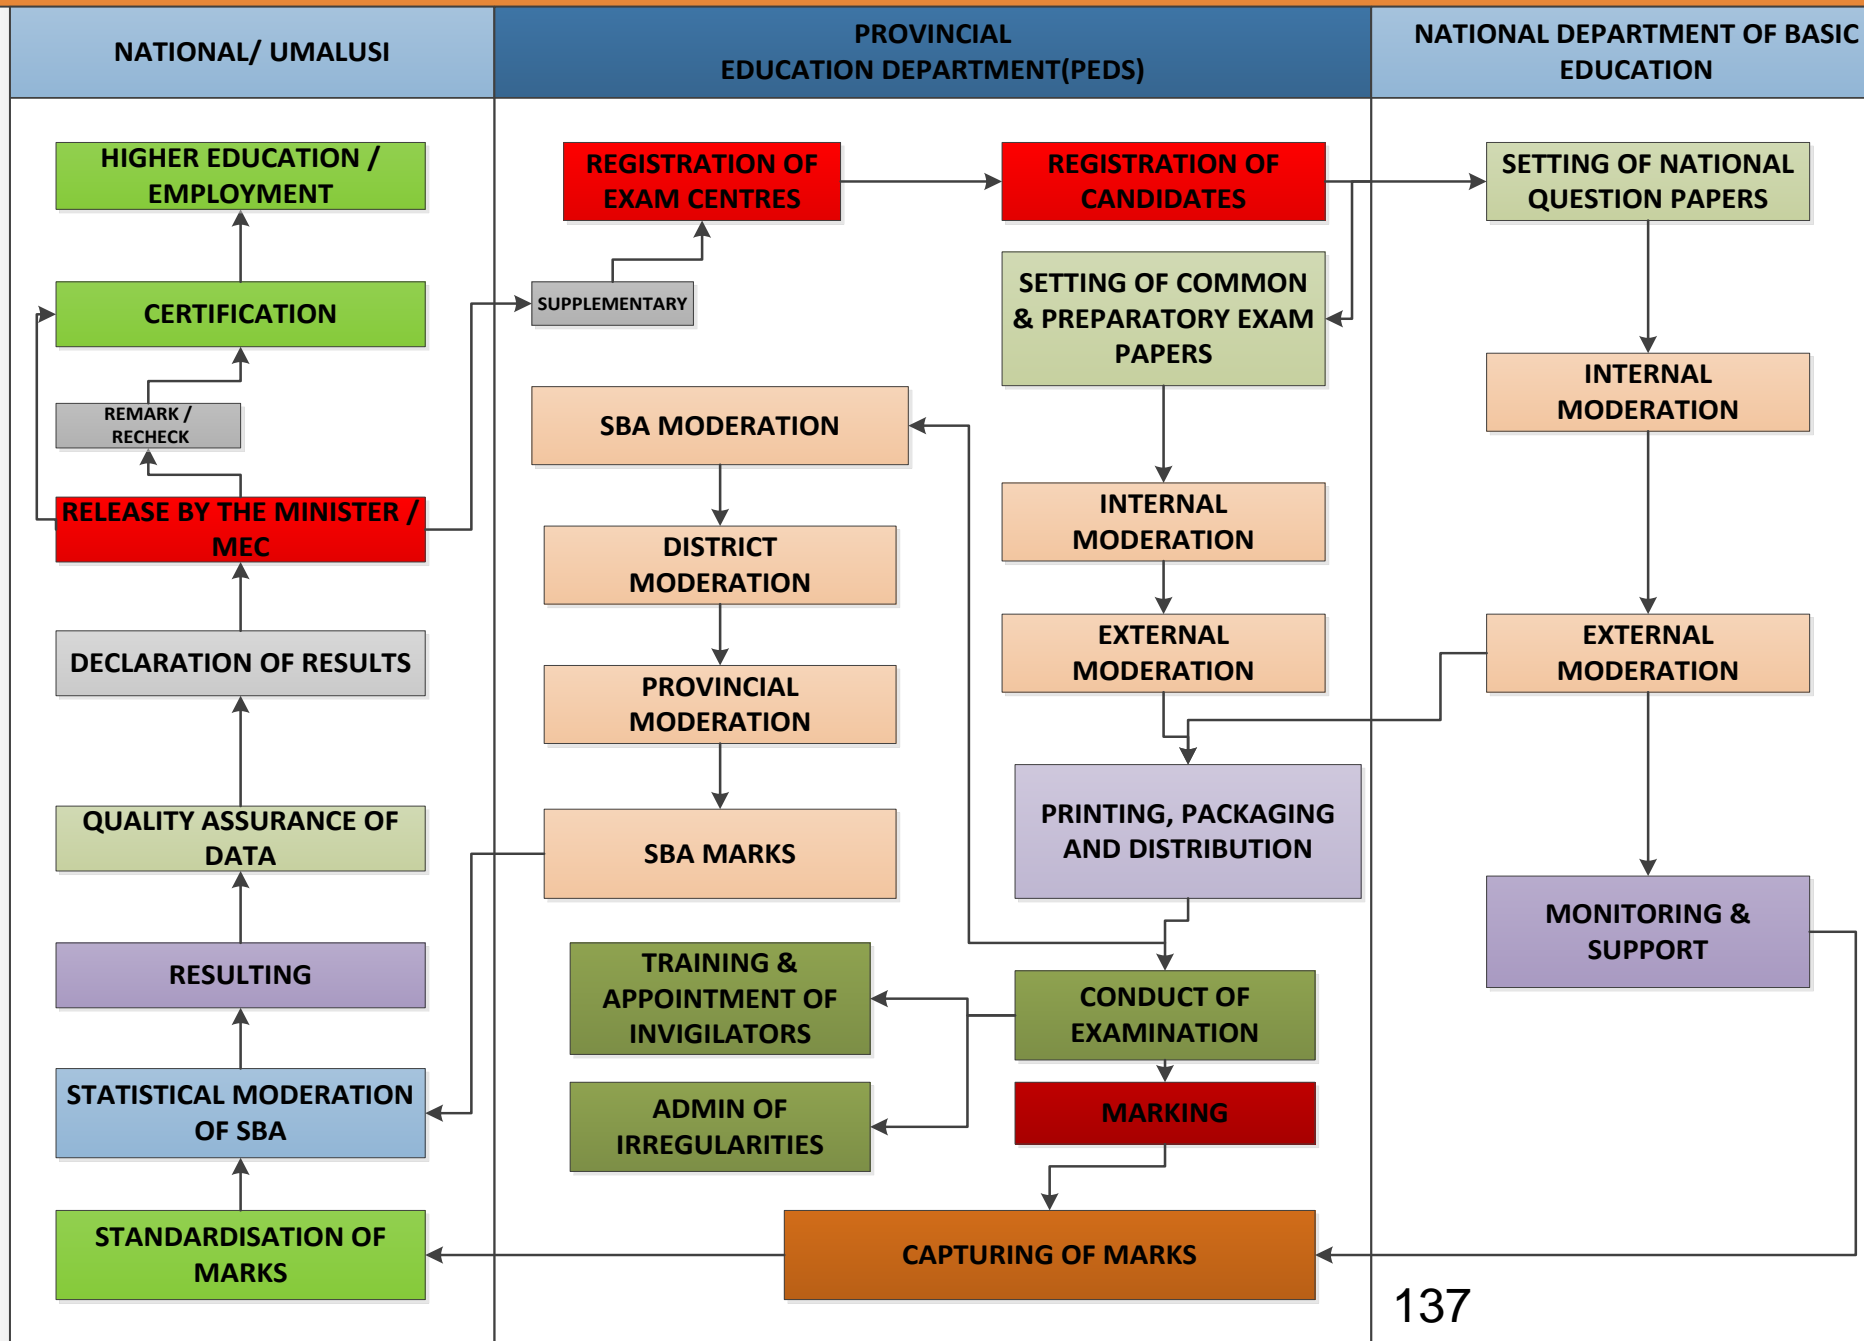 NATIONAL/ UMALUSI
PROVINCIAL
EDUCATION DEPARTMENT(PEDS)
NATIONAL DEPARTMENT OF BASIC
EDUCATION
HIGHER EDUCATION /
EMPLOYMENT
CERTIFICATION
REMARK /
RECHECK
RELEASE BY THE MINISTER /
MEC
DECLARATION OF RESULTS
QUALITY ASSURANCE OF
DATA
RESULTING
STATISTICAL MODERATION
OF SBA
STANDARDISATION OF
MARKS
REGISTRATION OF
EXAM CENTRES
SUPPLEMENTARY
SBA MODERATION
DISTRICT
MODERATION
PROVINCIAL
MODERATION
SBA MARKS
TRAINING &
APPOINTMENT OF
INVIGILATORS
ADMIN OF
IRREGULARITIES
REGISTRATION OF
CANDIDATES
SETTING OF COMMON
& PREPARATORY EXAM
PAPERS
INTERNAL
MODERATION
EXTERNAL
MODERATION
PRINTING, PACKAGING
AND DISTRIBUTION
CONDUCT OF
EXAMINATION
MARKING
CAPTURING OF MARKS
SETTING OF NATIONAL
QUESTION PAPERS
INTERNAL
MODERATION
EXTERNAL
MODERATION
MONITORING &
SUPPORT
137